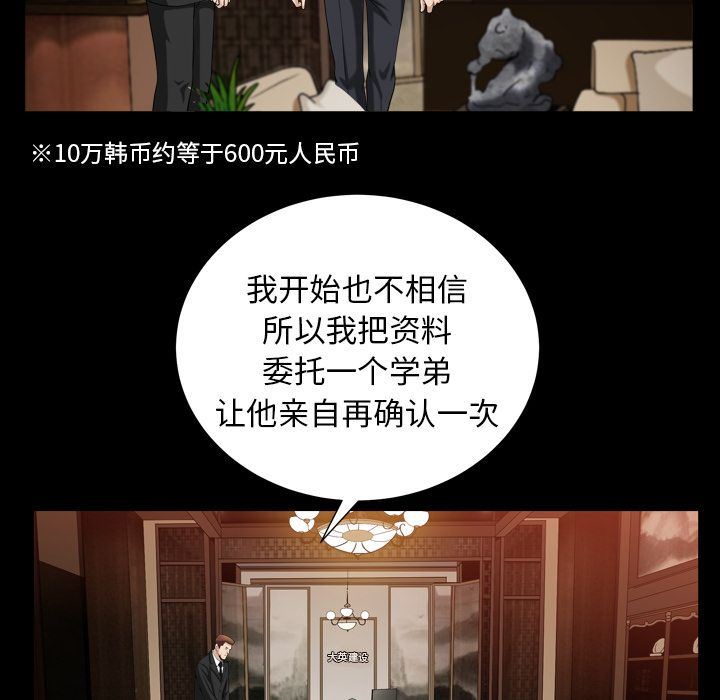 ※10万韩币约等于600元人民币
我开始也不相信
所以我把资料
委托一个学弟
让他亲自再确认一次
大英建设